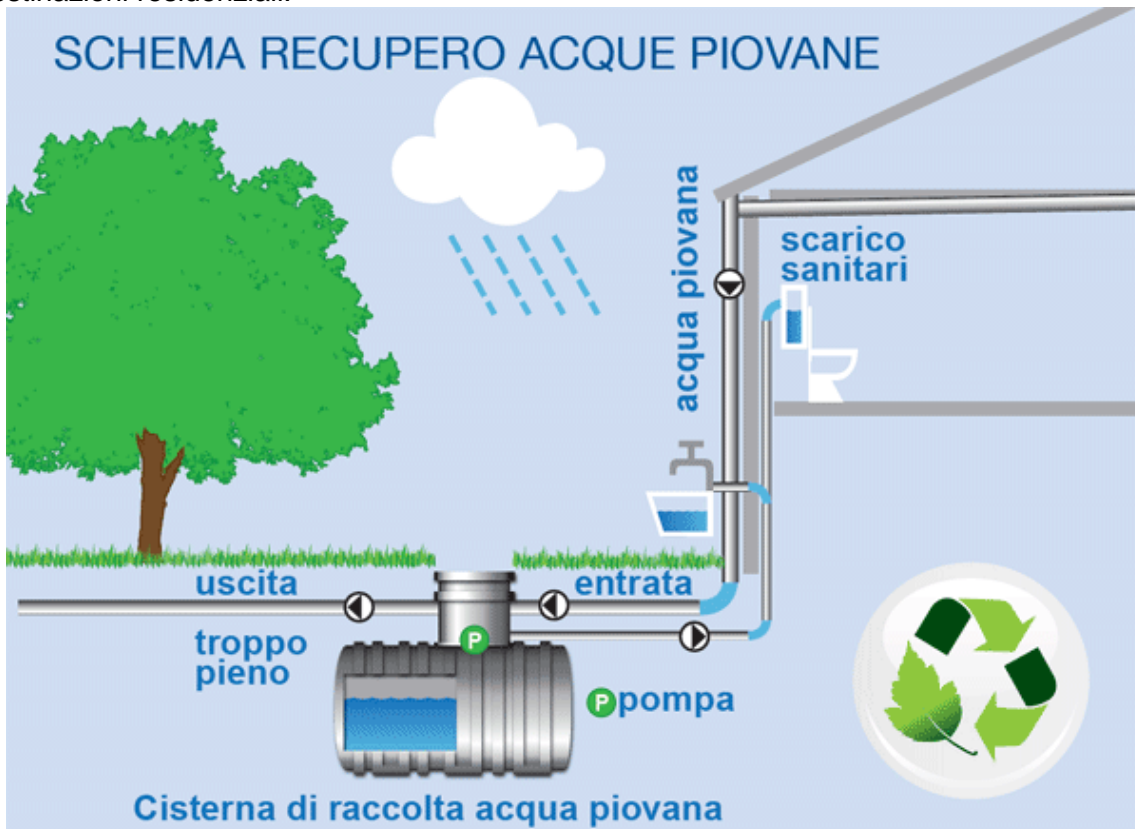 SCHEMA RECUPERO ACQUE PIOVANE
acqua piovana
scarico
sanitari
uscita
entrata
troppo
pieno
P
P pompa
Cisterna di raccolta acqua piovana